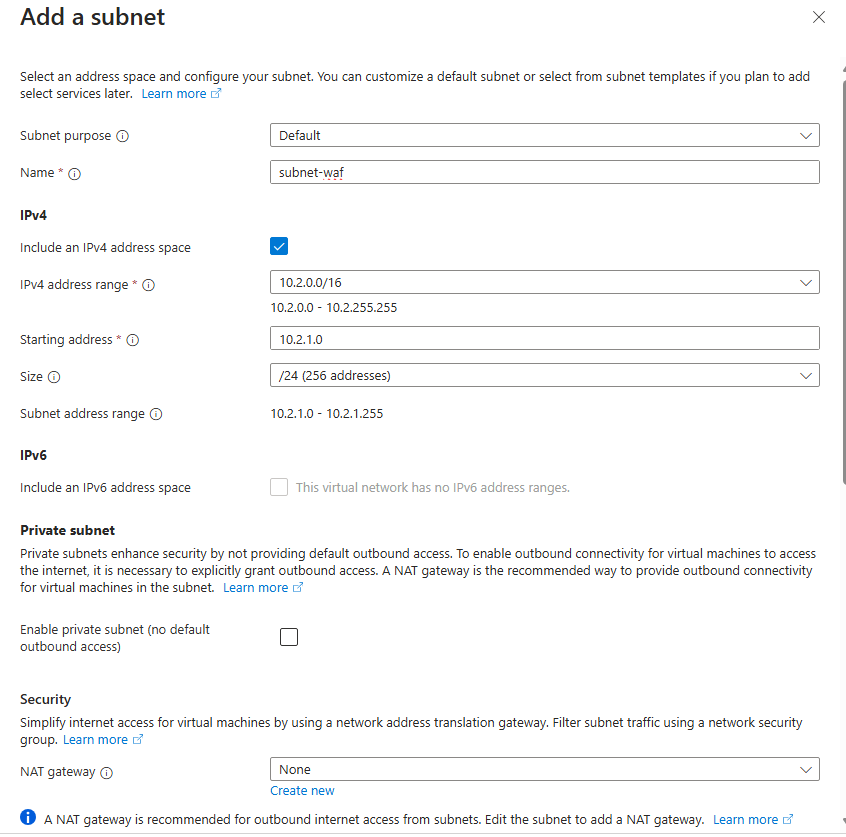 Add a subnet
Select an address space and configure your subnet. You can customize a default subnet or select from subnet templates if you plan to add
select services later. Learn more
Subnet purpose
Default
Name *
subnet-waf
IPv4
Include an IPv4 address space
IPv4 address range *
10.2.0.0/16
10.2.0.0 - 10.2.255.255
Starting address *
10.2.1.0
Size
/24 (256 addresses)
Subnet address range
10.2.1.0 - 10.2.1.255
IPv6
Include an IPv6 address space
This virtual network has no IPv6 address ranges.
Private subnet
Private subnets enhance security by not providing default outbound access. To enable outbound connectivity for virtual machines to access
the internet, it is necessary to explicitly grant outbound access. A NAT gateway is the recommended way to provide outbound connectivity
for virtual machines in the subnet. Learn more
Enable private subnet (no default
outbound access)
Security
Simplify internet access for virtual machines by using a network address translation gateway. Filter subnet traffic using a network security
group. Learn more
NAT gateway
None
Create new
A NAT gateway is recommended for outbound internet access from subnets. Edit the subnet to add a NAT gateway. Learn more